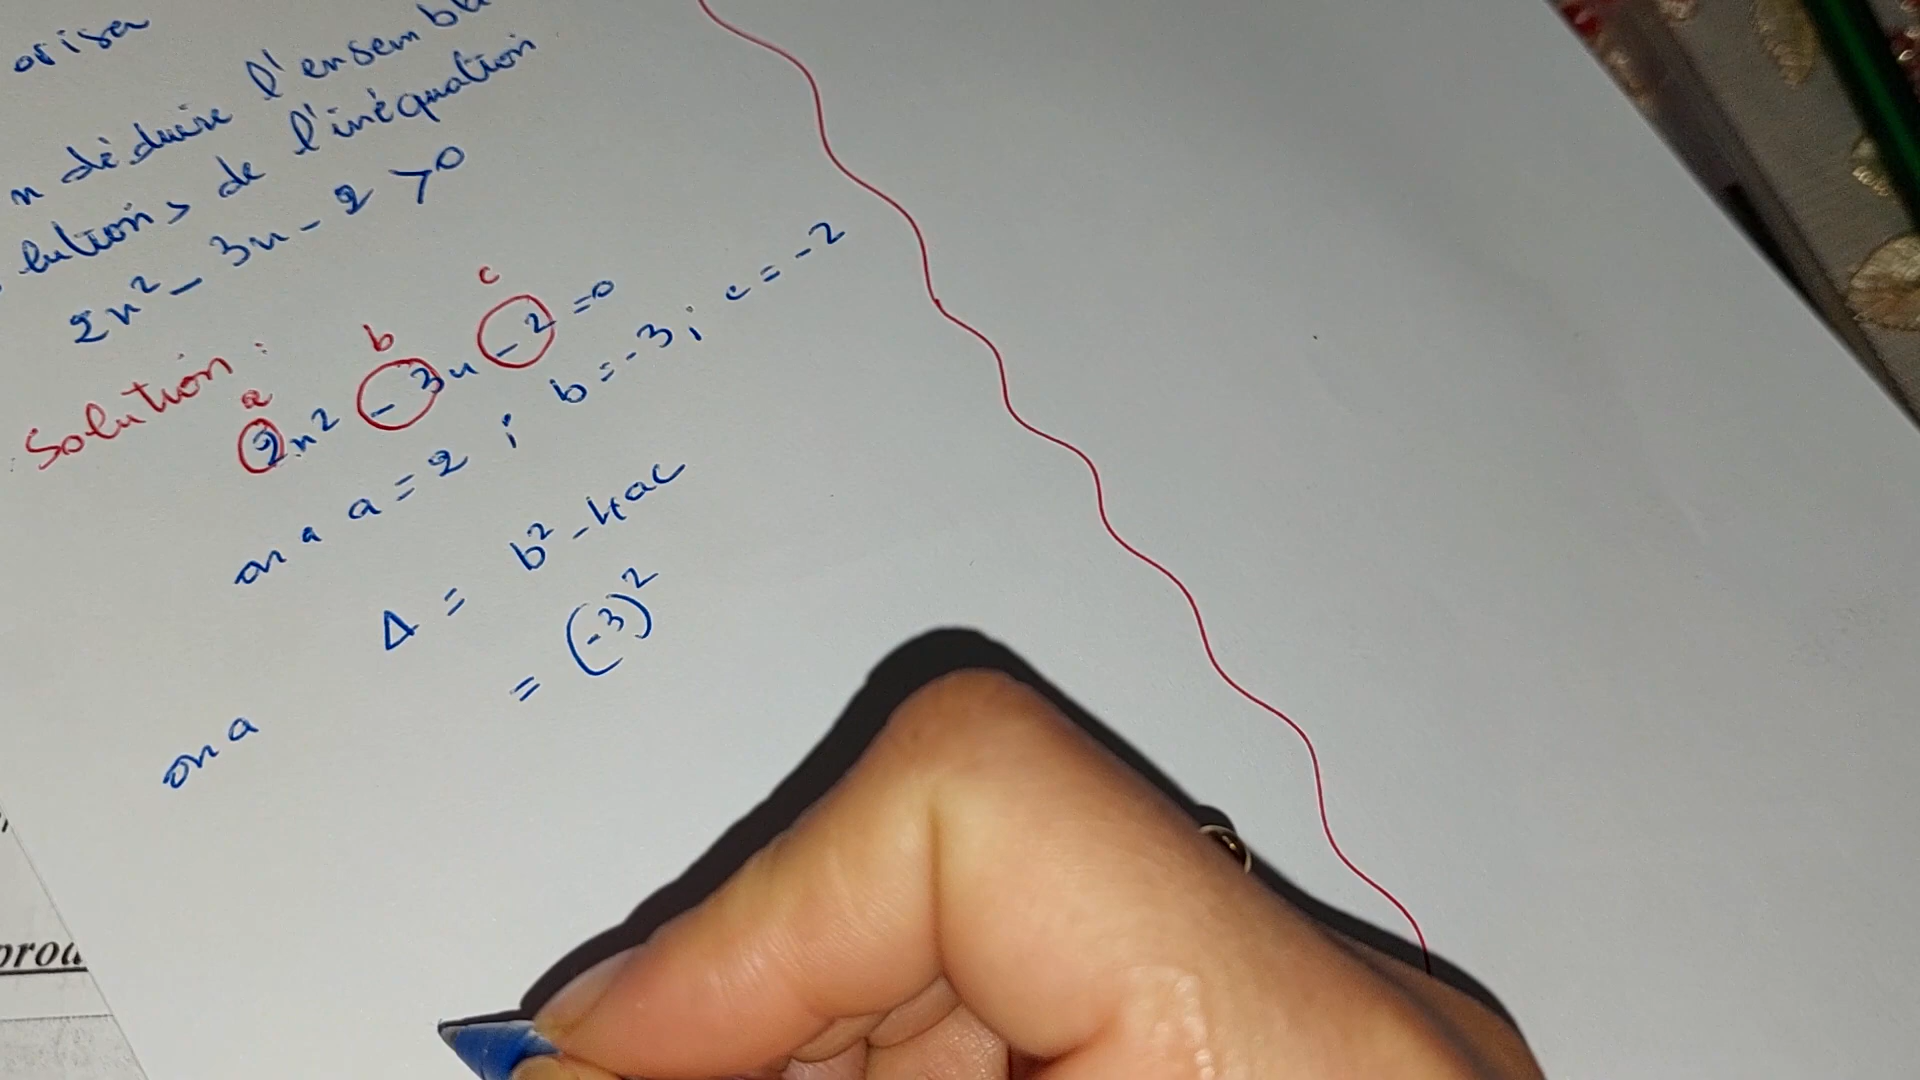 oriser
n déduire l'ensemb
lutions de l'inéquation
2x² - 3x - 2 > 0
Solution :
a b c
2x² - 3x - 2 = 0
on a a = 2 ; b = -3 ; c = -2
Δ = b² - 4ac
= (-3)²
on a
prod